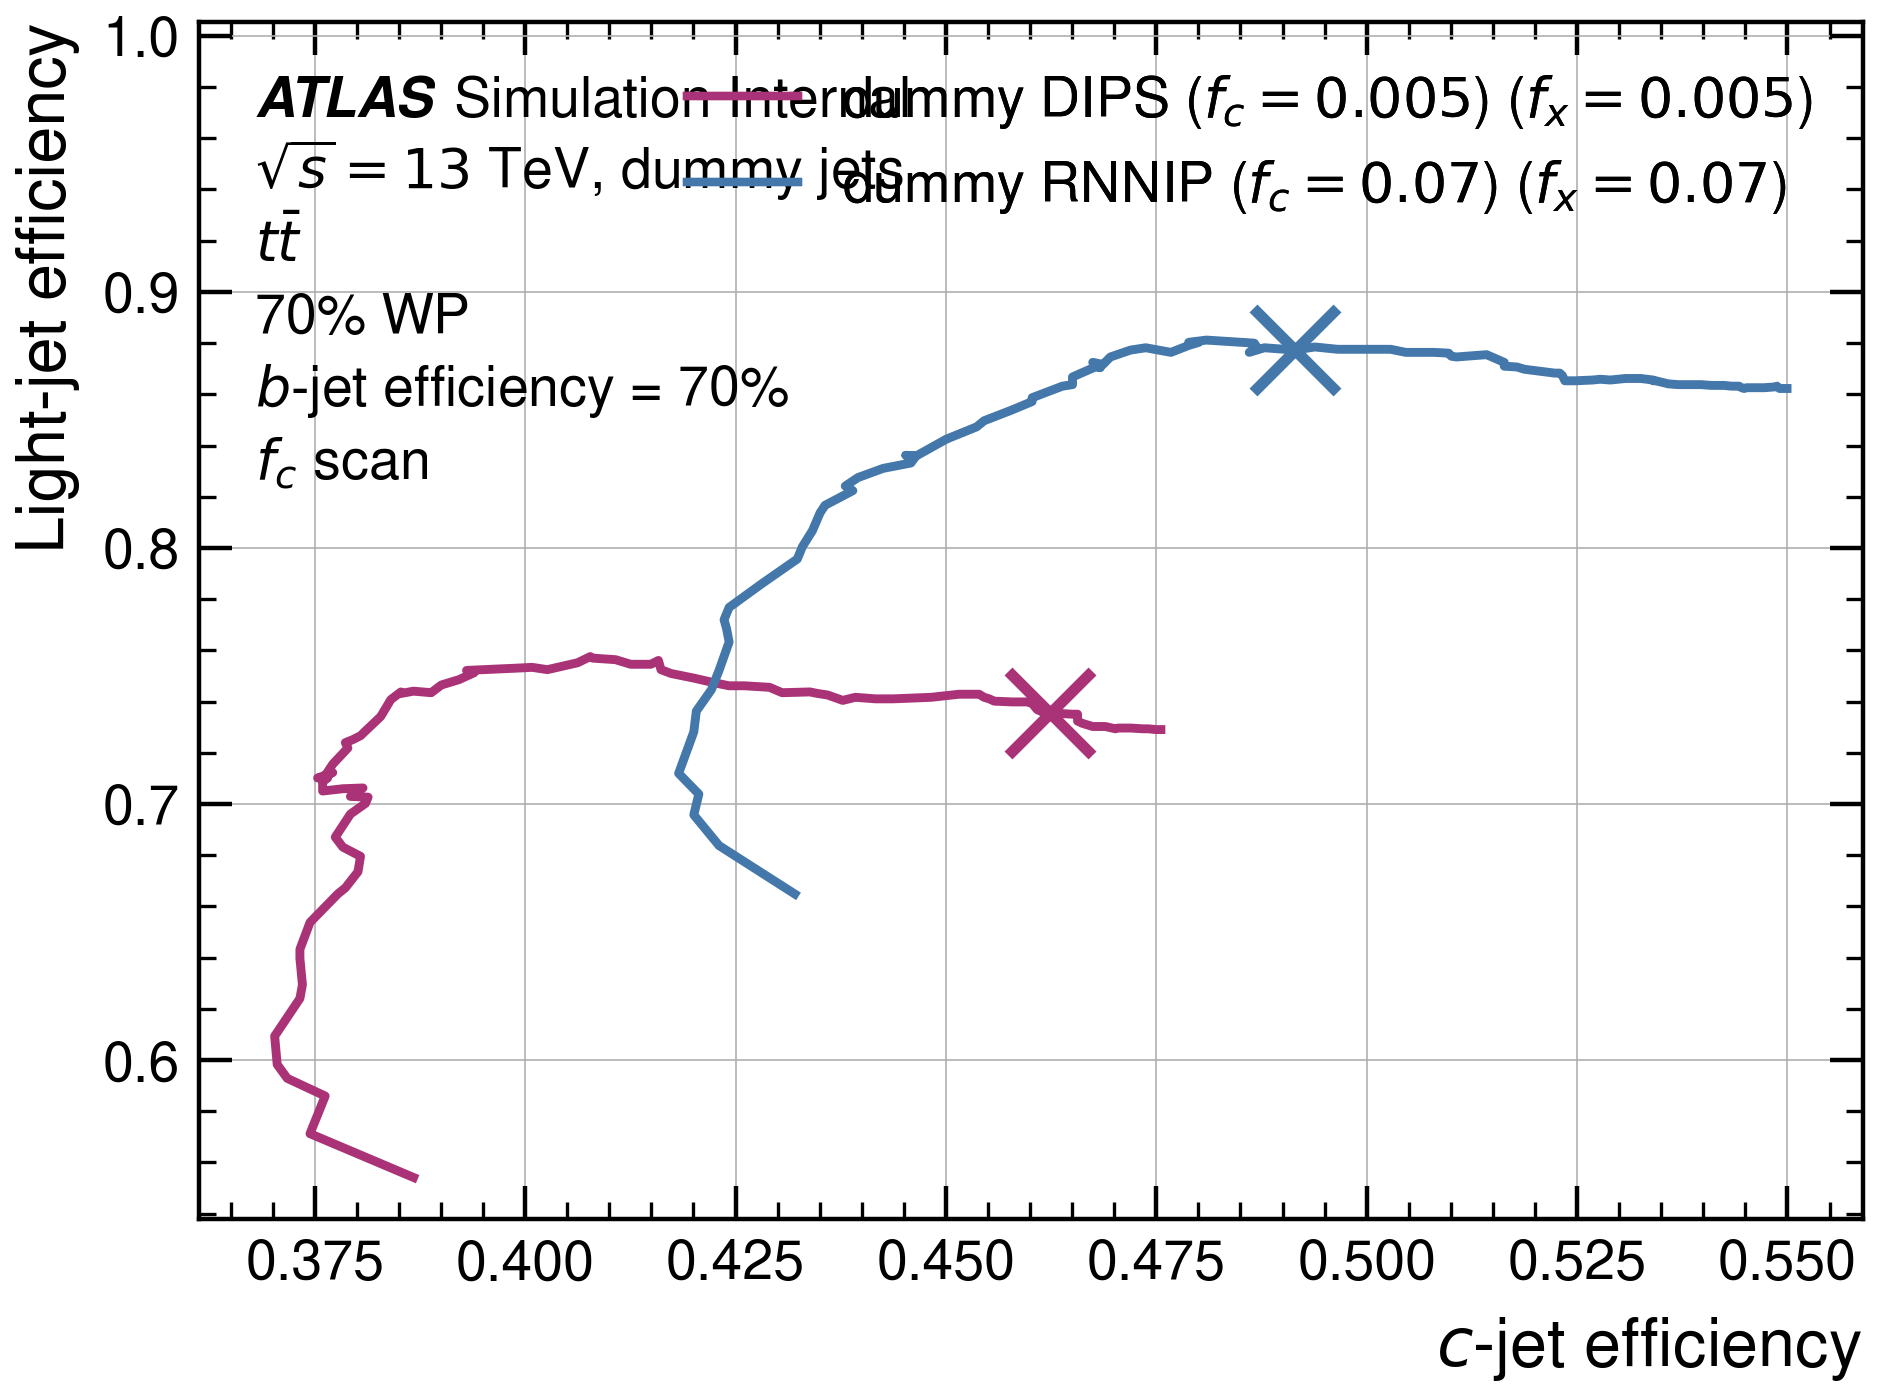 Light-jet efficiency
1.0
0.9
0.8
0.7
0.6
ATLAS Simulation Internal
√s = 13 TeV, dummy jets
tt̄
70% WP
b-jet efficiency = 70%
f_c scan
dummy DIPS (f_c = 0.005) (f_x = 0.005)
dummy RNNIP (f_c = 0.07) (f_x = 0.07)
0.375 0.400 0.425 0.450 0.475 0.500 0.525 0.550
c-jet efficiency